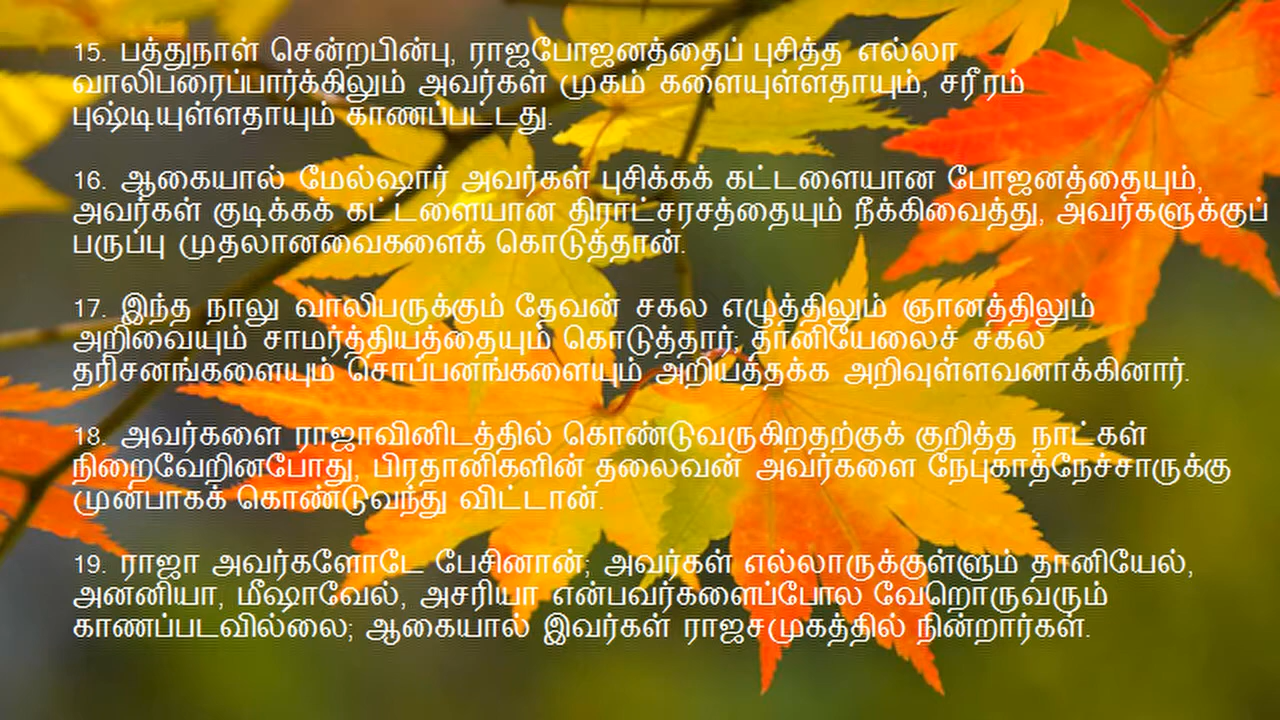 15. பத்துநாள் சென்றபின்பு, ராஜபோஜனத்தைப் புசித்த எல்லா
வாலிபரைப்பார்க்கிலும் அவர்கள் முகம் களையுள்ளதாயும், சரீரம்
புஷ்டியுள்ளதாயும் காணப்பட்டது.
16. ஆகையால் மேல்ஷார் அவர்கள் புசிக்கக் கட்டளையான போஜனத்தையும்,
அவர்கள் குடிக்கக் கட்டளையான திராட்சரசத்தையும் நீக்கிவைத்து, அவர்களுக்குப்
பருப்பு முதலானவைகளைக் கொடுத்தான்.
17. இந்த நாலு வாலிபருக்கும் தேவன் சகல எழுத்திலும் ஞானத்திலும்
அறிவையும் சாமர்த்தியத்தையும் கொடுத்தார்; தானியேலைச் சகல
தரிசனங்களையும் சொப்பனங்களையும் அறியத்தக்க அறிவுள்ளவனாக்கினார்.
18. அவர்களை ராஜாவினிடத்தில் கொண்டுவருகிறதற்குக் குறித்த நாட்கள்
நிறைவேறினபோது, பிரதானிகளின் தலைவன் அவர்களை நேபுகாத்நேச்சாருக்கு
முன்பாகக் கொண்டுவந்து விட்டான்.
19. ராஜா அவர்களோடே பேசினான்; அவர்கள் எல்லாருக்குள்ளும் தானியேல்,
அனனியா, மீஷாவேல், அசரியா என்பவர்களைப்போல வேறொருவரும்
காணப்படவில்லை; ஆகையால் இவர்கள் ராஜசமுகத்தில் நின்றார்கள்.